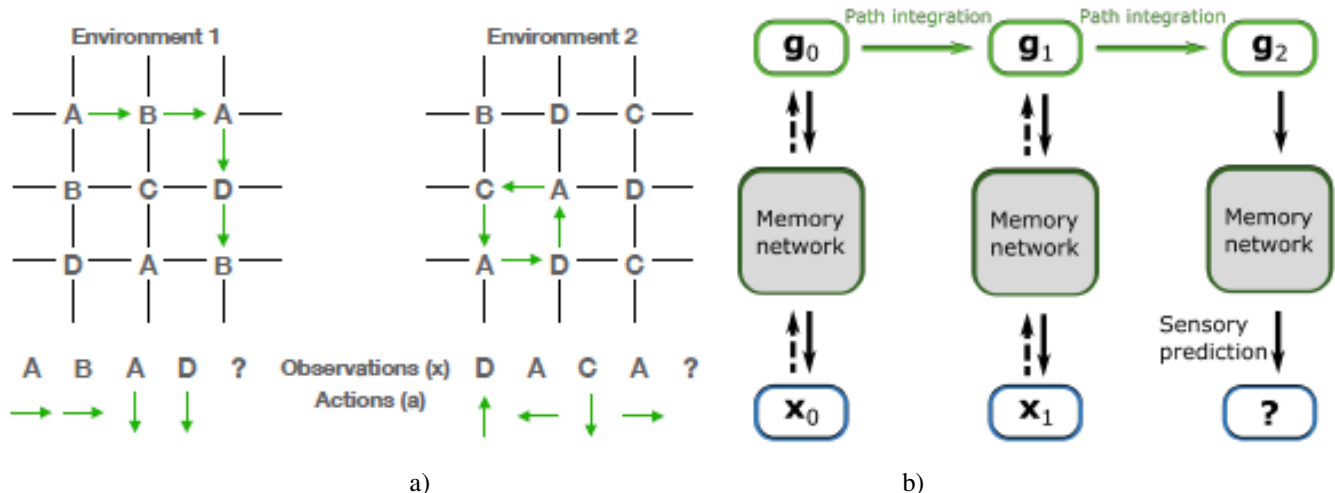 Environment 1
A B A
B C D
D A B
A B A D ?
Environment 2
B D C
C A D
A D C
Observations (x)
Actions (a)
D A C A ?
a)
Path integration Path integration
g0 g1 g2
Memory network
Memory network
Memory network
Sensory
prediction
x0 x1 ?
b)